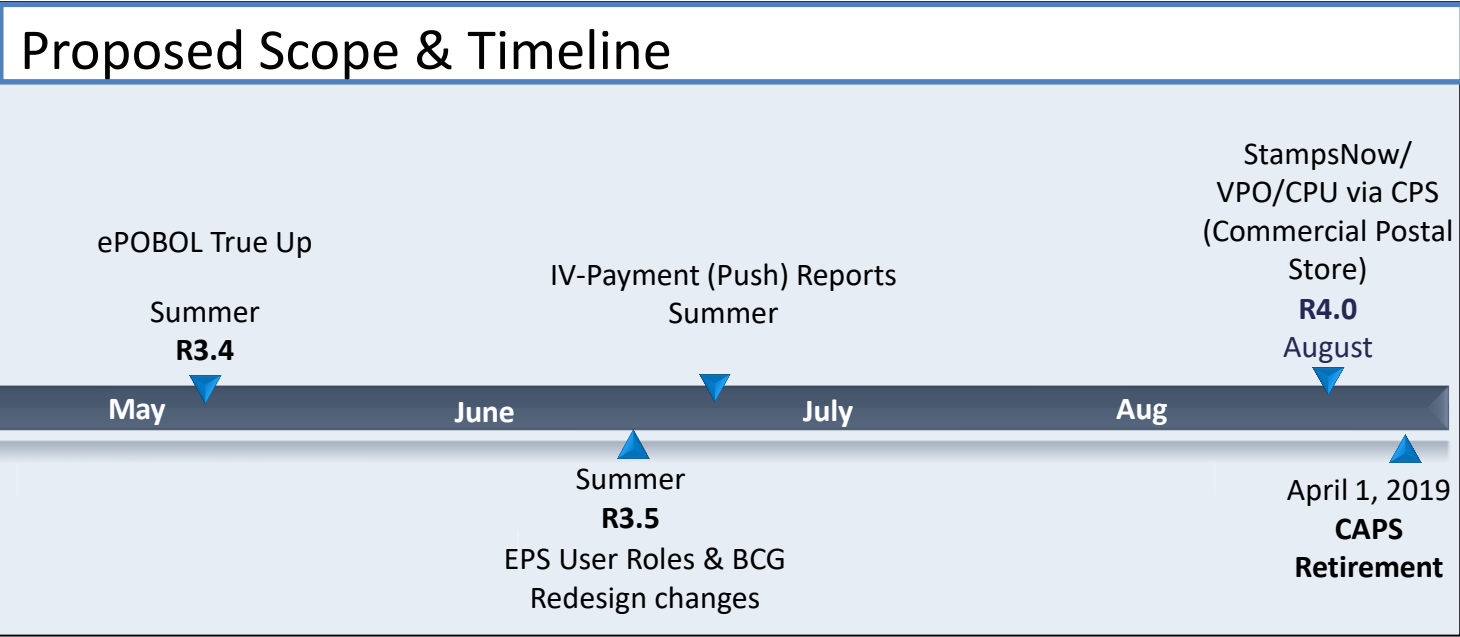 Proposed Scope & Timeline
ePOBOL True Up
Summer
R3.4
IV-Payment (Push) Reports
Summer
StampsNow/
VPO/CPU via CPS
(Commercial Postal
Store)
R4.0
August
May
June
July
Aug
Summer
R3.5
EPS User Roles & BCG
Redesign changes
April 1, 2019
CAPS
Retirement